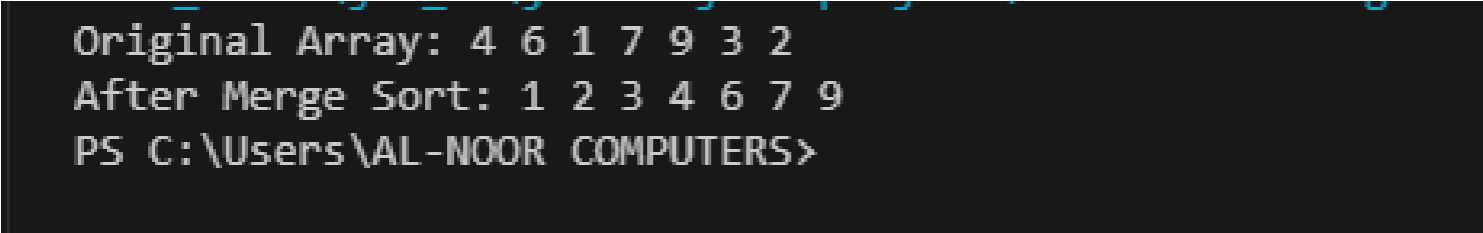 Original Array: 4 6 1 7 9 3 2
After Merge Sort: 1 2 3 4 6 7 9
PS C:\Users\AL-NOOR COMPUTERS>